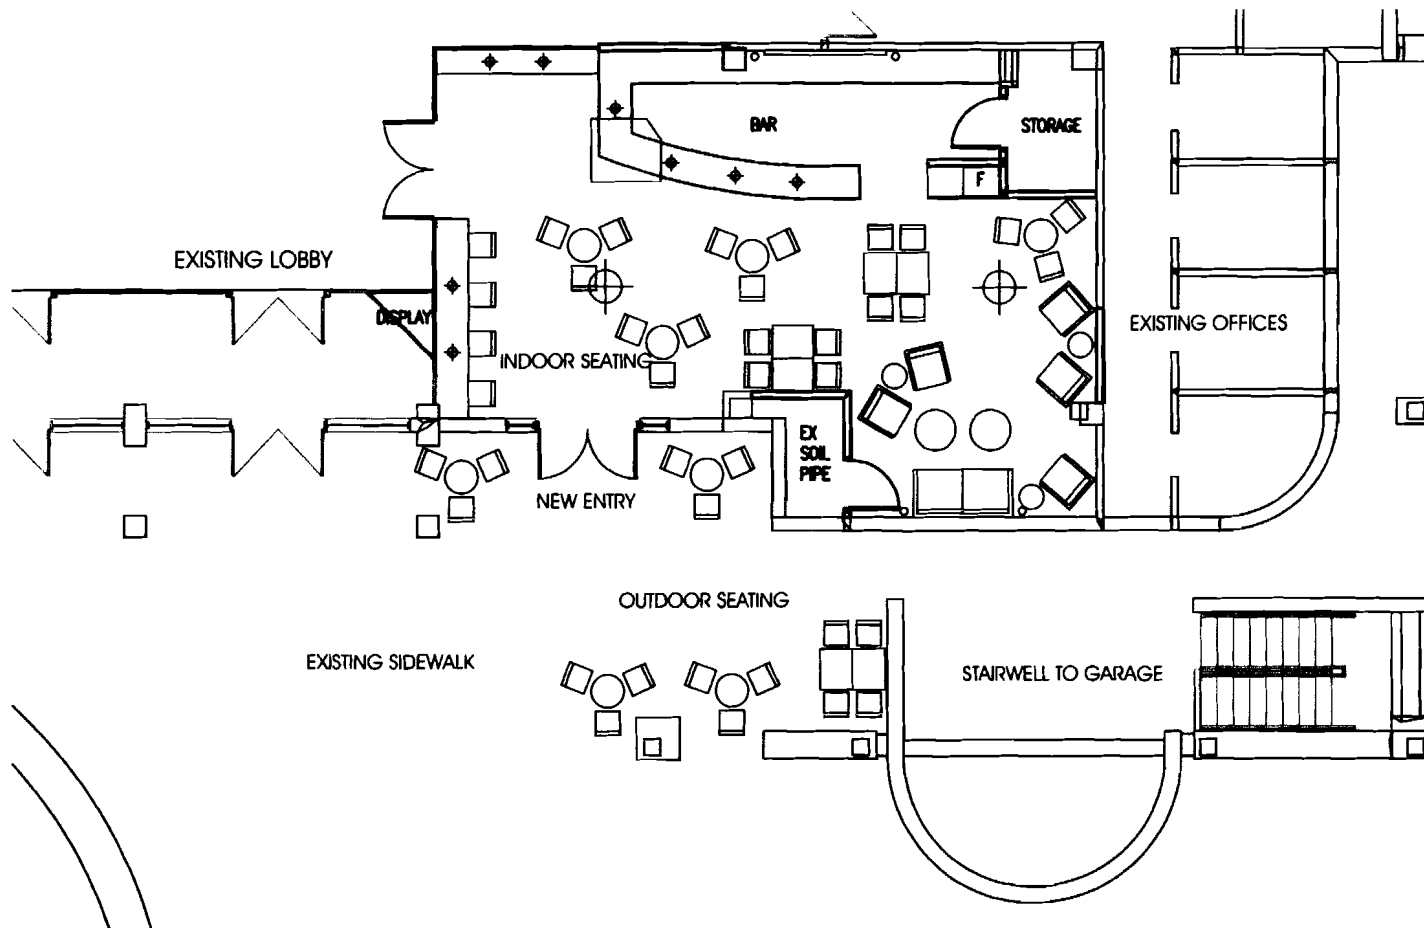 BAR
STORAGE
F
EXISTING LOBBY
DISPLAY
EXISTING OFFICES
INDOOR SEATING
EX
SOIL
PIPE
NEW ENTRY
OUTDOOR SEATING
EXISTING SIDEWALK
STAIRWELL TO GARAGE